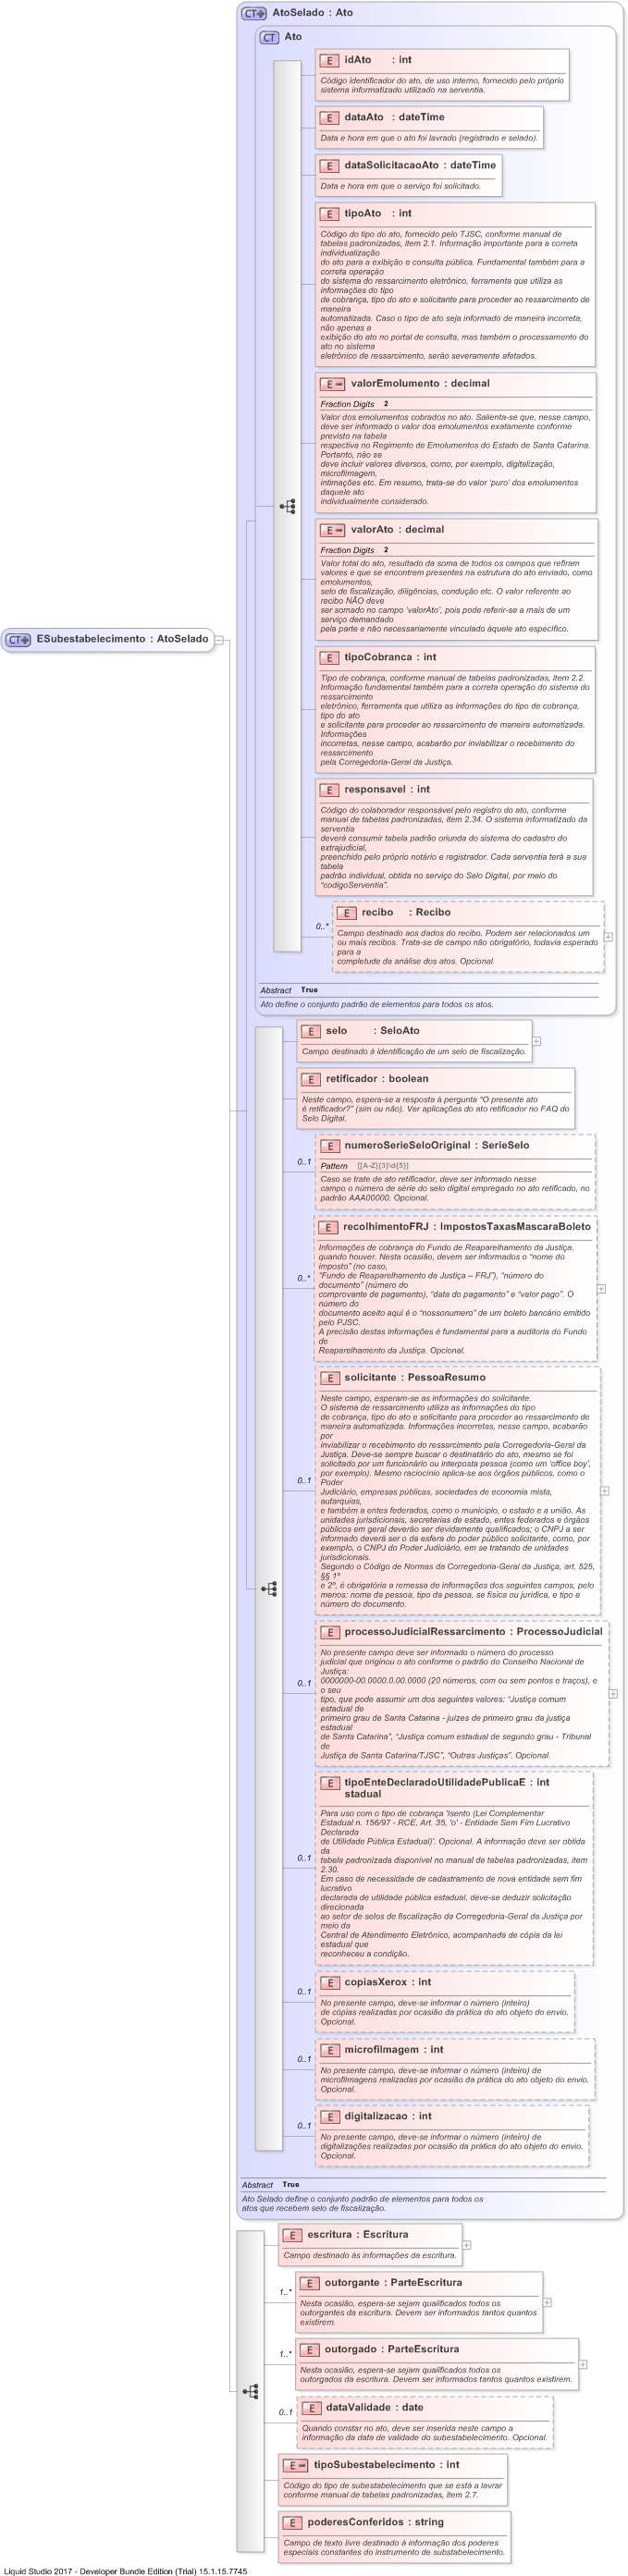 AtoSelado : Ato
Ato
idAto : int
Código identificador do ato, de uso interno, fornecido pelo próprio
sistema informatizado utilizado na serventia.
dataAto : dateTime
Data e hora em que o ato foi lavrado (registrado e selado).
dataSolicitacaoAto : dateTime
Data e hora em que o serviço foi solicitado.
tipoAto : int
Código do tipo do ato, fornecido pelo TJSC, conforme manual de
tabelas padronizadas, item 2.1. Informação importante para a correta
individualização
do ato para a exibição e consulta pública. Fundamental também para a
correta operação
do sistema do ressarcimento eletrônico, ferramenta que utiliza as
informações do tipo
de cobrança, tipo do ato e solicitante para proceder ao ressarcimento de
maneira
automatizada. Caso o tipo de ato seja informado de maneira incorreta,
não apenas a
exibição do ato no portal de consulta, mas também o processamento do
ato no sistema
eletrônico de ressarcimento, serão severamente afetados.
valorEmolumento : decimal
Fraction Digits 2
Valor dos emolumentos cobrados no ato. Salienta-se que, nesse campo,
deve ser informado o valor dos emolumentos exatamente conforme
previsto na tabela
respectiva no Regimento de Emolumentos do Estado de Santa Catarina.
Portanto, não se
deve incluir valores diversos, como, por exemplo, digitalização,
microfilmagem,
intimações etc. Em resumo, trata-se do valor ‘puro’ dos emolumentos
daquele ato
individualmente considerado.
valorAto : decimal
Fraction Digits 2
Valor total do ato, resultado da soma de todos os campos que refiram
valores e que se encontrem presentes na estrutura do ato enviado, como
emolumentos,
selo de fiscalização, diligências, condução etc. O valor referente ao
recibo NÃO deve
ser somado no campo ‘valorAto’, pois pode referir-se a mais de um
serviço demandado
pela parte e não necessariamente vinculado àquele ato específico.
tipoCobranca : int
Tipo de cobrança, conforme manual de tabelas padronizadas, item 2.2.
Informação fundamental também para a correta operação do sistema do
ressarcimento
eletrônico, ferramenta que utiliza as informações do tipo de cobrança,
tipo do ato
e solicitante para proceder ao ressarcimento de maneira automatizada.
Informações
incorretas, nesse campo, acabarão por inviabilizar o recebimento do
ressarcimento
pela Corregedoria-Geral da Justiça.
responsavel : int
Código do colaborador responsável pelo registro do ato, conforme
manual de tabelas padronizadas, item 2.34. O sistema informatizado da
serventia
deverá consumir tabela padrão oriunda do sistema do cadastro do
extrajudicial,
preenchido pelo próprio notário e registrador. Cada serventia terá a sua
tabela
padrão individual, obtida no serviço do Selo Digital, por meio do
“codigoServentia”.
recibo : Recibo
0..*
Campo destinado aos dados do recibo. Podem ser relacionados um
ou mais recibos. Trata-se de campo não obrigatório, todavia esperado
para a
completude da análise dos atos. Opcional.
Abstract True
Ato define o conjunto padrão de elementos para todos os atos.
ESubestabelecimento : AtoSelado
selo : SeloAto
Campo destinado à identificação de um selo de fiscalização.
retificador : boolean
Neste campo, espera-se a resposta à pergunta “O presente ato
é retificador?” (sim ou não). Ver aplicações do ato retificador no FAQ do
Selo Digital.
numeroSerieSeloOriginal : SerieSelo
0..1
Pattern [[A-Z]{3}\d{5}]
Caso se trate de ato retificador, deve ser informado nesse
campo o número de série do selo digital empregado no ato retificado, no
padrão AAA00000. Opcional.
recolhimentoFRJ : ImpostosTaxasMascaraBoleto
0..*
Informações de cobrança do Fundo de Reaparelhamento da Justiça,
quando houver. Nesta ocasião, devem ser informados o “nome do
imposto” (no caso,
“Fundo de Reaparelhamento da Justiça – FRJ”), “número do
documento” (número do
comprovante de pagamento), “data do pagamento” e “valor pago”. O
número do
documento aceito aqui é o “nossonumero” de um boleto bancário emitido
pelo PJSC.
A precisão destas informações é fundamental para a auditoria do Fundo
de
Reaparelhamento da Justiça. Opcional.
solicitante : PessoaResumo
0..1
Neste campo, esperam-se as informações do solicitante.
O sistema de ressarcimento utiliza as informações do tipo
de cobrança, tipo do ato e solicitante para proceder ao ressarcimento de
maneira automatizada. Informações incorretas, nesse campo, acabarão
por
inviabilizar o recebimento do ressarcimento pela Corregedoria-Geral da
Justiça. Deve-se sempre buscar o destinatário do ato, mesmo se foi
solicitado por um funcionário ou interposta pessoa (como um ‘office boy’,
por exemplo). Mesmo raciocínio aplica-se aos órgãos públicos, como o
Poder
Judiciário, empresas públicas, sociedades de economia mista,
autarquias,
e também a entes federados, como o município, o estado e a união. As
unidades jurisdicionais, secretarias de estado, entes federados e órgãos
públicos em geral deverão ser devidamente qualificados; o CNPJ a ser
informado deverá ser o da esfera do poder público solicitante, como, por
exemplo, o CNPJ do Poder Judiciário, em se tratando de unidades
jurisdicionais.
Segundo o Código de Normas da Corregedoria-Geral da Justiça, art. 525,
§§ 1º
e 2º, é obrigatória a remessa de informações dos seguintes campos, pelo
menos: nome da pessoa, tipo da pessoa, se física ou jurídica, e tipo e
número do documento.
processoJudicialRessarcimento : ProcessoJudicial
0..1
No presente campo deve ser informado o número do processo
judicial que originou o ato conforme o padrão do Conselho Nacional de
Justiça:
0000000-00.0000.0.00.0000 (20 números, com ou sem pontos e traços), e
o seu
tipo, que pode assumir um dos seguintes valores: “Justiça comum
estadual de
primeiro grau de Santa Catarina - juízes de primeiro grau da justiça
estadual
de Santa Catarina”, “Justiça comum estadual de segundo grau - Tribunal
de
Justiça de Santa Catarina/TJSC”, “Outras Justiças”. Opcional.
tipoEnteDeclaradoUtilidadePublicaE : int
stadual
0..1
Para uso com o tipo de cobrança 'Isento (Lei Complementar
Estadual n. 156/97 - RCE, Art. 35, 'o' - Entidade Sem Fim Lucrativo
Declarada
de Utilidade Pública Estadual)'. Opcional. A informação deve ser obtida
da
tabela padronizada disponível no manual de tabelas padronizadas, item
2.30.
Em caso de necessidade de cadastramento de nova entidade sem fim
lucrativo
declarada de utilidade pública estadual, deve-se deduzir solicitação
direcionada
ao setor de selos de fiscalização da Corregedoria-Geral da Justiça por
meio da
Central de Atendimento Eletrônico, acompanhada de cópia da lei
estadual que
reconheceu a condição.
copiasXerox : int
0..1
No presente campo, deve-se informar o número (inteiro)
de cópias realizadas por ocasião da prática do ato objeto do envio.
Opcional.
microfilmagem : int
0..1
No presente campo, deve-se informar o número (inteiro) de
microfilmagens realizadas por ocasião da prática do ato objeto do envio.
Opcional.
digitalizacao : int
0..1
No presente campo, deve-se informar o número (inteiro) de
digitalizações realizadas por ocasião da prática do ato objeto do envio.
Opcional.
Abstract True
Ato Selado define o conjunto padrão de elementos para todos os
atos que recebem selo de fiscalização.
escritura : Escritura
Campo destinado às informações da escritura.
outorgante : ParteEscritura
1..*
Nesta ocasião, espera-se sejam qualificados todos os
outorgantes da escritura. Devem ser informados tantos quantos
existirem.
outorgado : ParteEscritura
1..*
Nesta ocasião, espera-se sejam qualificados todos os
outorgados da escritura. Devem ser informados tantos quantos existirem.
dataValidade : date
0..1
Quando constar no ato, deve ser inserida neste campo a
informação da data de validade do subestabelecimento. Opcional.
tipoSubestabelecimento : int
Código do tipo de subestabelecimento que se está a lavrar
conforme manual de tabelas padronizadas, item 2.7.
poderesConferidos : string
Campo de texto livre destinado à informação dos poderes
especiais constantes do instrumento de substabelecimento.
Liquid Studio 2017 - Developer Bundle Edition (Trial) 15.1.15.7745